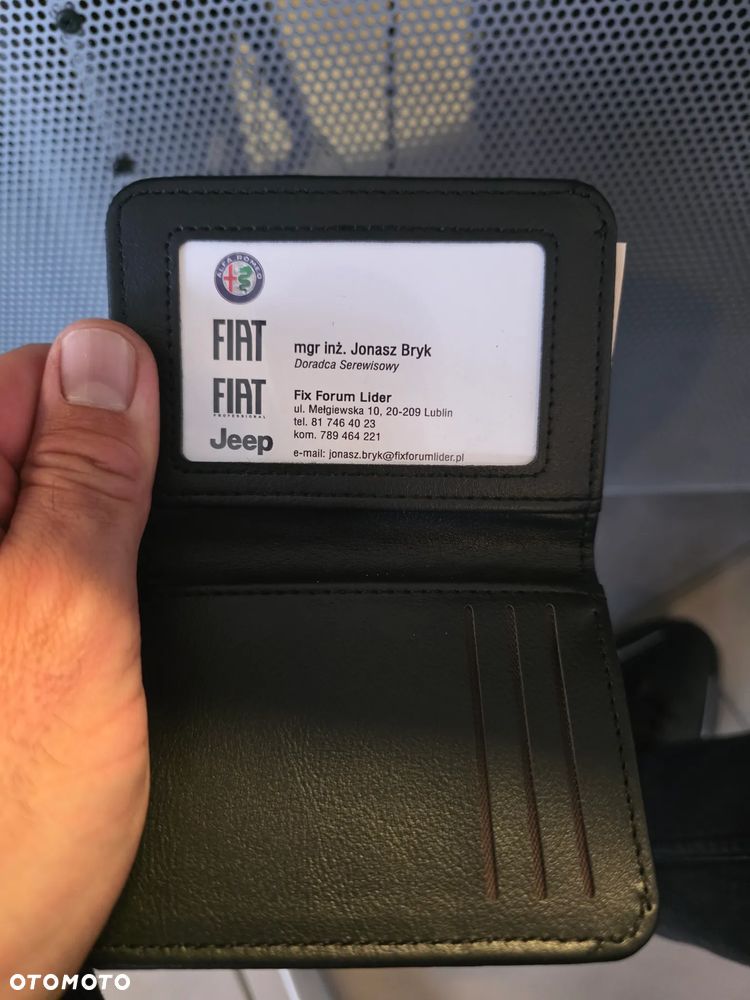 ALFA ROMEO
FIAT
FIAT
PROFESSIONAL
Jeep
mgr inż. Jonasz Bryk
Doradca Serewisowy
Fix Forum Lider
ul. Mełgiewska 10, 20-209 Lublin
tel. 81 746 40 23
kom. 789 464 221
e-mail: jonasz.bryk@fixforumlider.pl
OTOMOTO